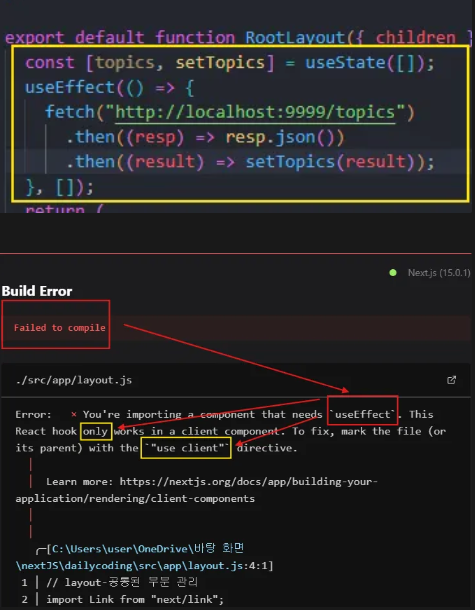 export default function RootLayout({ children }
const [topics, setTopics] = useState([]);
useEffect(() => {
fetch("http://localhost:9999/topics")
.then((resp) => resp.json())
.then((result) => setTopics(result));
}, []);
return (
Next.js (15.0.1)
Build Error
Failed to compile
./src/app/layout.js
Error: × You're importing a component that needs `useEffect`. This
React hook only works in a client component. To fix, mark the file (or
its parent) with the `"use client"` directive.
│
│ Learn more: https://nextjs.org/docs/app/building-your-
application/rendering/client-components
│
│
╭─[C:\Users\user\OneDrive\바탕 화면
\nextJS\dailycoding\src\app\layout.js:4:1]
1 │ // layout-공통된 부분 관리
2 │ import Link from "next/link";